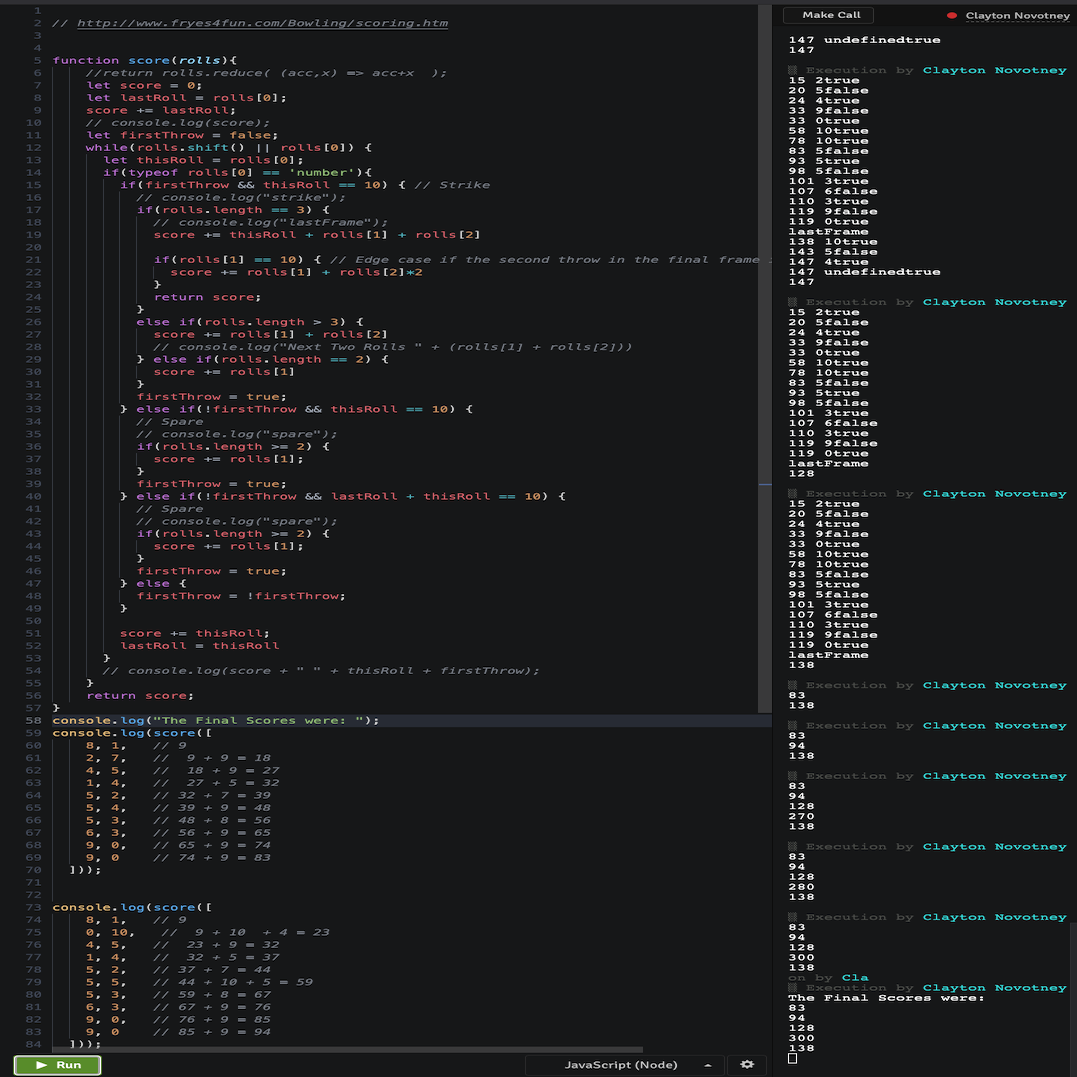 1
2 // http://www.fryes4fun.com/Bowling/scoring.htm
3
4
5 function score(rolls){
6 //return rolls.reduce( (acc,x) => acc+x );
7 let score = 0;
8 let lastRoll = rolls[0];
9 score += lastRoll;
10 // console.log(score);
11 let firstThrow = false;
12 while(rolls.shift() || rolls[0]) {
13 let thisRoll = rolls[0];
14 if(typeof rolls[0] == 'number'){
15 if(firstThrow && thisRoll == 10) { // Strike
16 // console.log("strike");
17 if(rolls.length == 3) {
18 // console.log("lastFrame");
19 score += thisRoll + rolls[1] + rolls[2]
20
21 if(rolls[1] == 10) { // Edge case if the second throw in the final frame
22 score += rolls[1] + rolls[2]*2
23 }
24 return score;
25 }
26 else if(rolls.length > 3) {
27 score += rolls[1] + rolls[2]
28 // console.log("Next Two Rolls " + (rolls[1] + rolls[2]))
29 } else if(rolls.length == 2) {
30 score += rolls[1]
31 }
32 firstThrow = true;
33 } else if(!firstThrow && thisRoll == 10) {
34 // Spare
35 // console.log("spare");
36 if(rolls.length >= 2) {
37 score += rolls[1];
38 }
39 firstThrow = true;
40 } else if(!firstThrow && lastRoll + thisRoll == 10) {
41 // Spare
42 // console.log("spare");
43 if(rolls.length >= 2) {
44 score += rolls[1];
45 }
46 firstThrow = true;
47 } else {
48 firstThrow = !firstThrow;
49 }
50
51 score += thisRoll;
52 lastRoll = thisRoll
53 }
54 // console.log(score + " " + thisRoll + firstThrow);
55 }
56 return score;
57 }
58 console.log("The Final Scores were: ");
59 console.log(score([
60 8, 1, // 9
61 2, 7, // 9 + 9 = 18
62 4, 5, // 18 + 9 = 27
63 1, 4, // 27 + 5 = 32
64 5, 2, // 32 + 7 = 39
65 5, 4, // 39 + 9 = 48
66 5, 3, // 48 + 8 = 56
67 6, 3, // 56 + 9 = 65
68 9, 0, // 65 + 9 = 74
69 9, 0 // 74 + 9 = 83
70 ]));
71
72
73 console.log(score([
74 8, 1, // 9
75 0, 10, // 9 + 10 + 4 = 23
76 4, 5, // 23 + 9 = 32
77 1, 4, // 32 + 5 = 37
78 5, 2, // 37 + 7 = 44
79 5, 5, // 44 + 10 + 5 = 59
80 5, 3, // 59 + 8 = 67
81 6, 3, // 67 + 9 = 76
82 9, 0, // 76 + 9 = 85
83 9, 0 // 85 + 9 = 94
84 ]));
Run
JavaScript (Node)
Make Call
Clayton Novotney
147 undefinedtrue
147
Execution by Clayton Novotney
15 2true
20 5false
24 4true
33 9false
33 0true
58 10true
78 10true
83 5false
93 5true
98 5false
101 3true
107 6false
110 3true
119 9false
119 0true
lastFrame
138 10true
143 5false
147 4true
147 undefinedtrue
147
Execution by Clayton Novotney
15 2true
20 5false
24 4true
33 9false
33 0true
58 10true
78 10true
83 5false
93 5true
98 5false
101 3true
107 6false
110 3true
119 9false
119 0true
lastFrame
128
Execution by Clayton Novotney
15 2true
20 5false
24 4true
33 9false
33 0true
58 10true
78 10true
83 5false
93 5true
98 5false
101 3true
107 6false
110 3true
119 9false
119 0true
lastFrame
138
Execution by Clayton Novotney
83
138
Execution by Clayton Novotney
83
94
138
Execution by Clayton Novotney
83
94
128
270
138
Execution by Clayton Novotney
83
94
128
280
138
Execution by Clayton Novotney
83
94
128
300
138
on by Cla
Execution by Clayton Novotney
The Final Scores were:
83
94
128
300
138